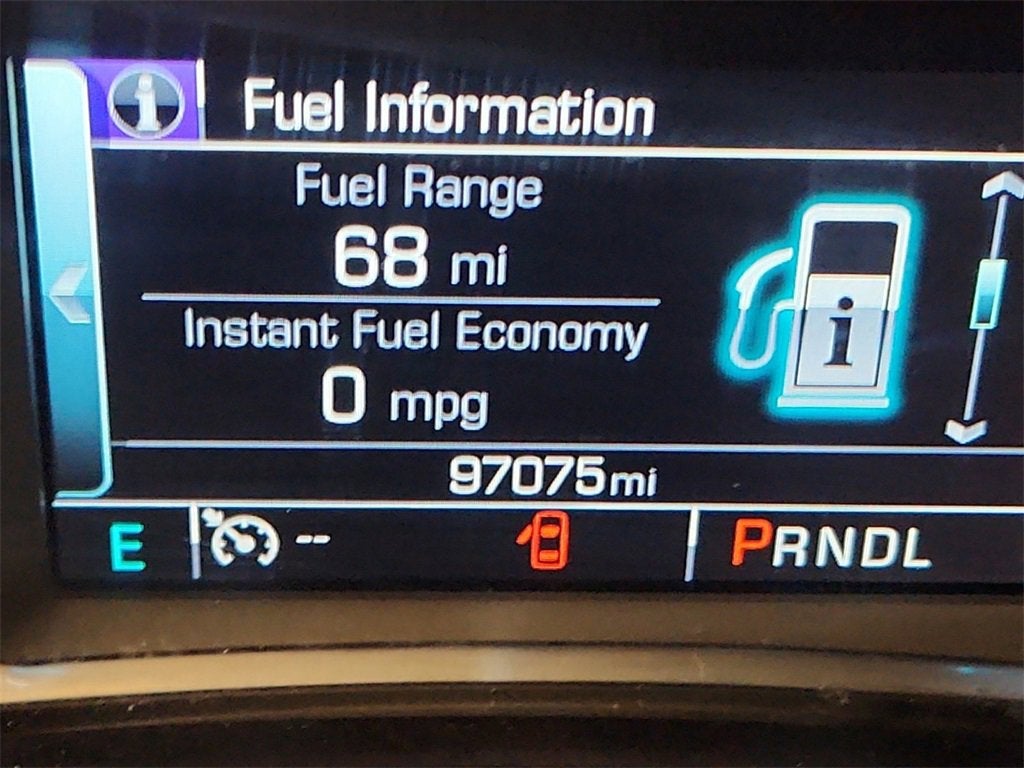 Fuel Information
Fuel Range
68 mi
Instant Fuel Economy
0 mpg
97075mi
E -- PRNDL